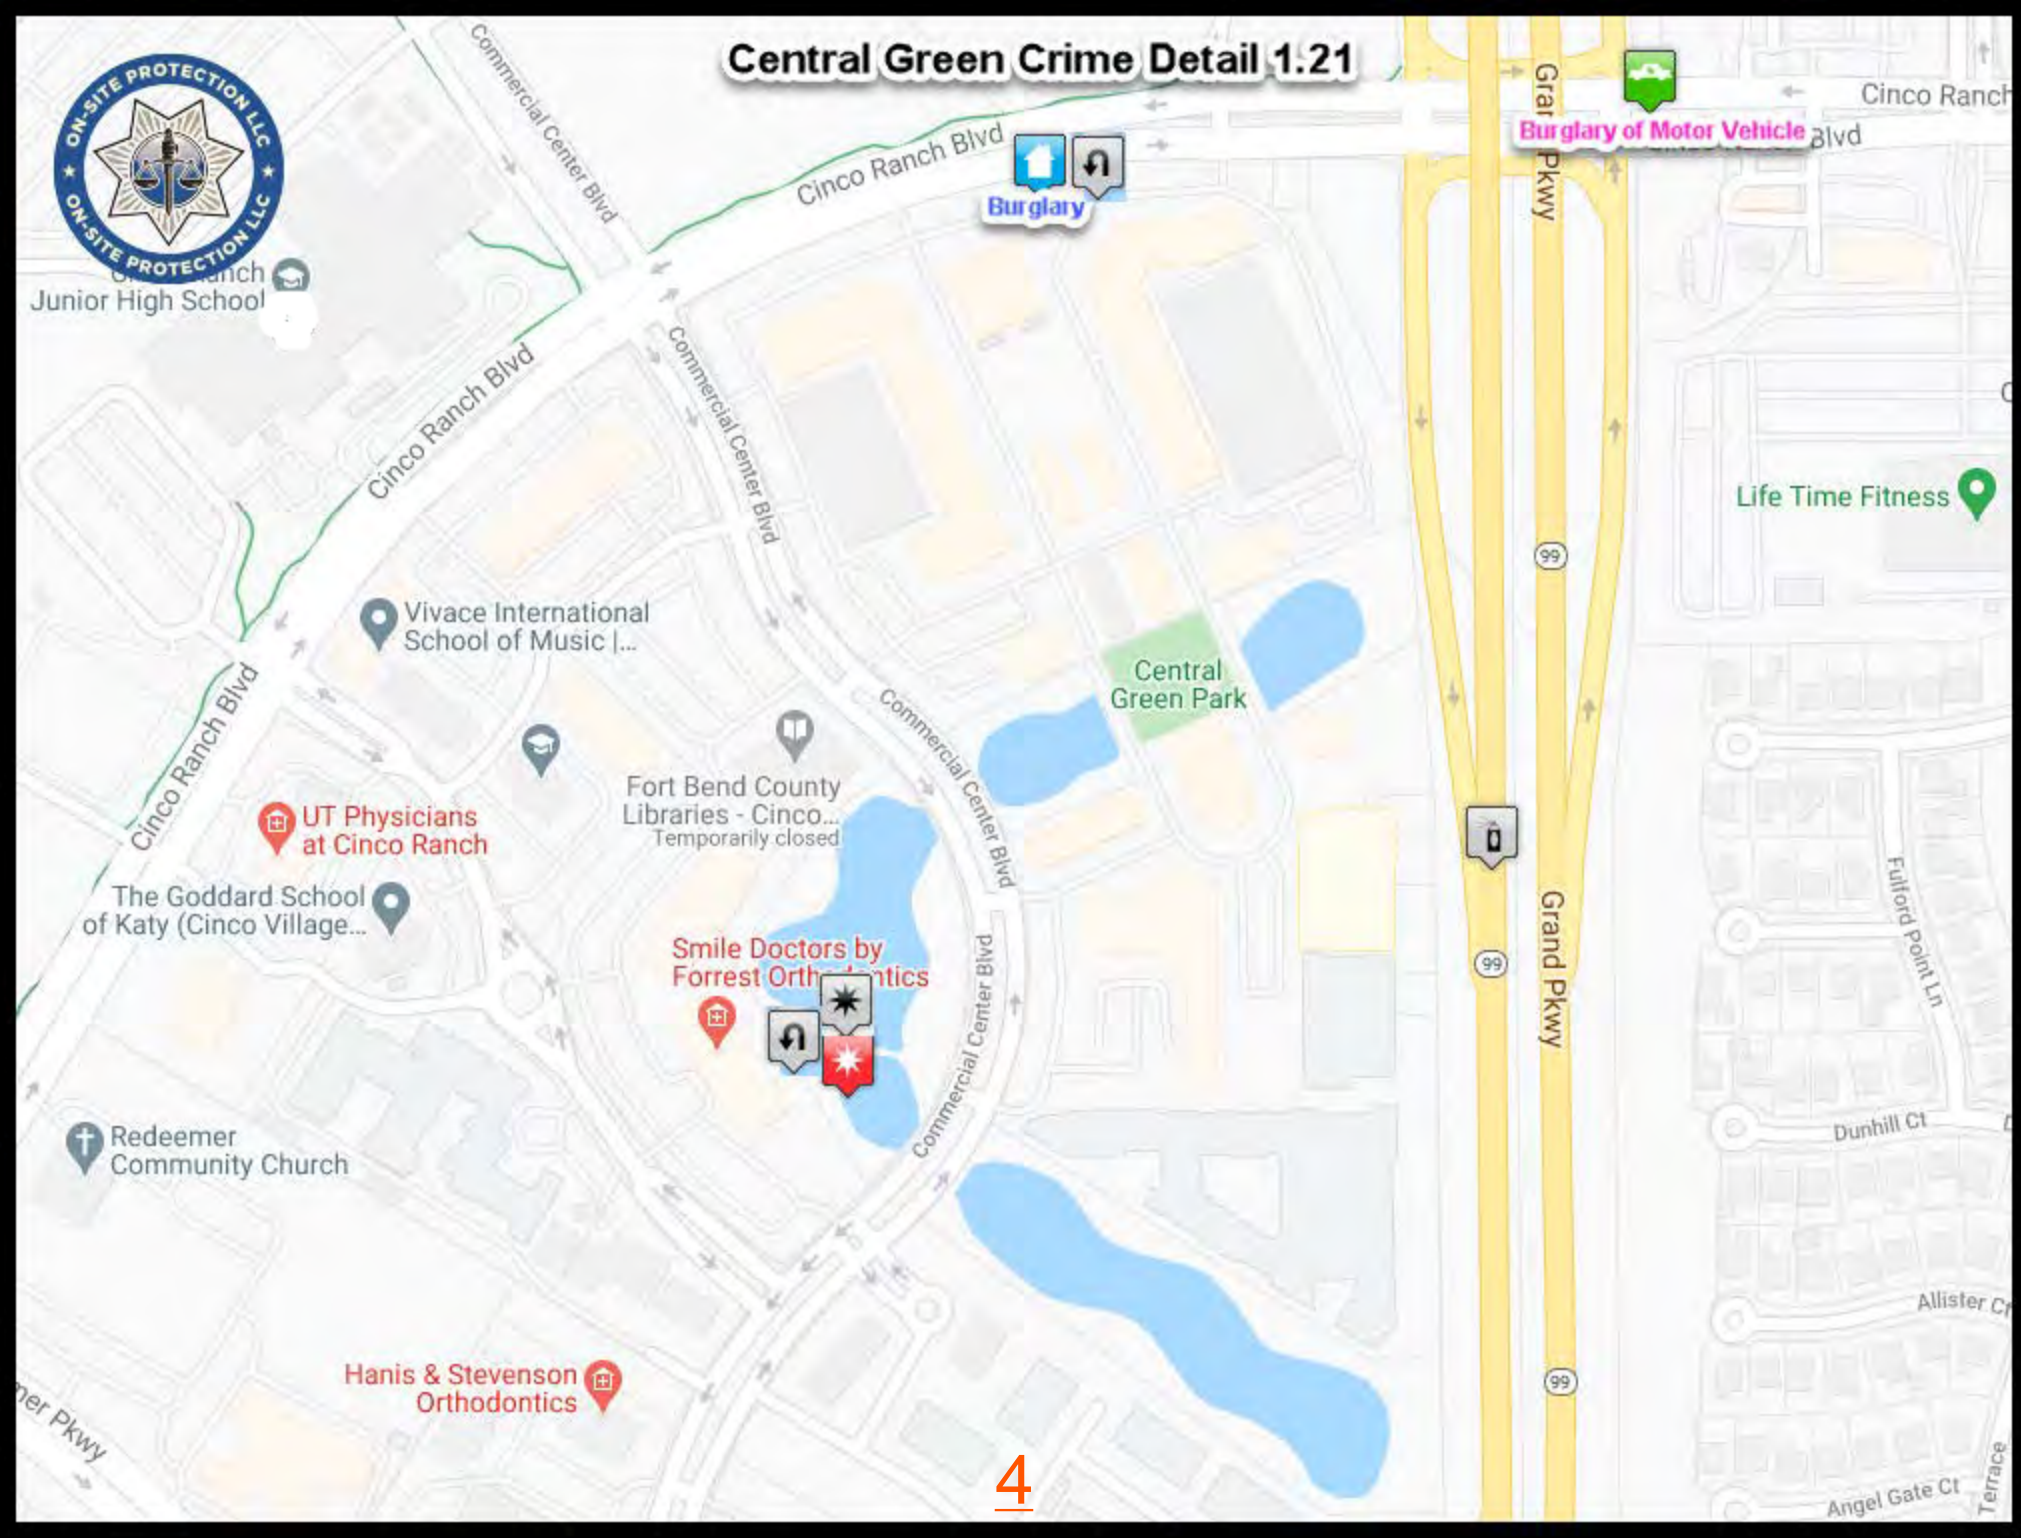 Central Green Crime Detail 1.21
ON-SITE PROTECTION LLC
ON-SITE PROTECTION LLC
Commercial Center Blvd
Cinco Ranch Blvd
Burglary
Grand Pkwy
Cinco Ranch
Burglary of Motor Vehicle
Blvd
Junior High School
Cinco Ranch Blvd
Commercial Center Blvd
Life Time Fitness
99
Vivace International
School of Music |...
Central
Green Park
Cinco Ranch Blvd
Commercial Center Blvd
Fort Bend County
Libraries - Cinco...
Temporarily closed
UT Physicians
at Cinco Ranch
The Goddard School
of Katy (Cinco Village...
Fulford Point Ln
Grand Pkwy
99
Smile Doctors by
Forrest Orthodontics
Commercial Center Blvd
Redeemer
Community Church
Dunhill Ct
Allister Ct
Hanis & Stevenson
Orthodontics
99
Pkwy
4
Angel Gate Ct
Terrace